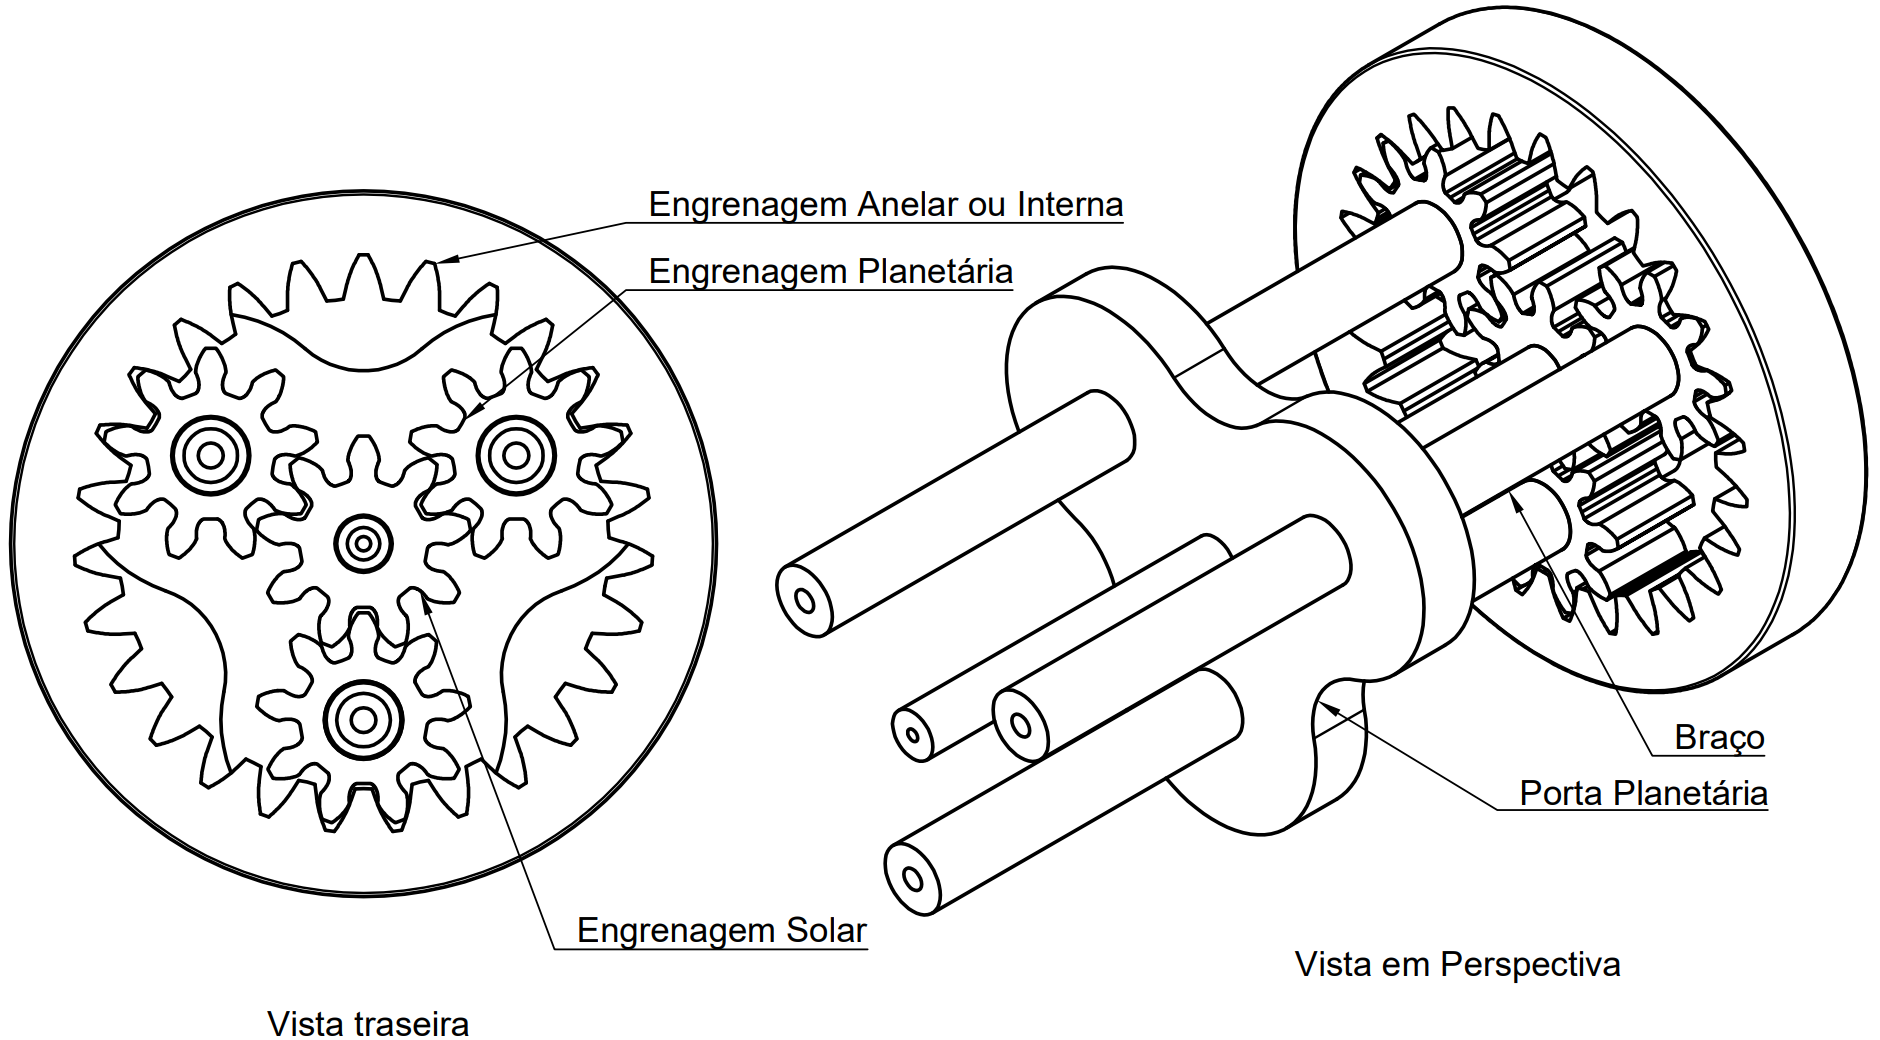 Engrenagem Anelar ou Interna
Engrenagem Planetária
Engrenagem Solar
Vista traseira
Braço
Porta Planetária
Vista em Perspectiva